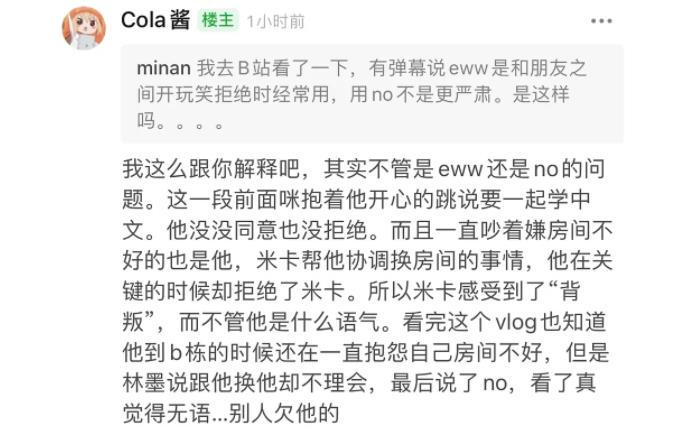 Cola酱 楼主 1小时前
minan 我去B站看了一下，有弹幕说eww是和朋友之
间开玩笑拒绝时经常用，用no不是更严肃。是这样
吗。。。。
我这么跟你解释吧，其实不管是eww还是no的问
题。这一段前面咪抱着他开心的跳说要一起学中
文。他没没同意也没拒绝。而且一直吵着嫌房间不
好的也是他，米卡帮他协调换房间的事情，他在关
键的时候却拒绝了米卡。所以米卡感受到了“背
叛”，而不管他是什么语气。看完这个vlog也知道
他到b栋的时候还在一直抱怨自己房间不好，但是
林墨说跟他换他却不理会，最后说了no，看了真
觉得无语...别人欠他的